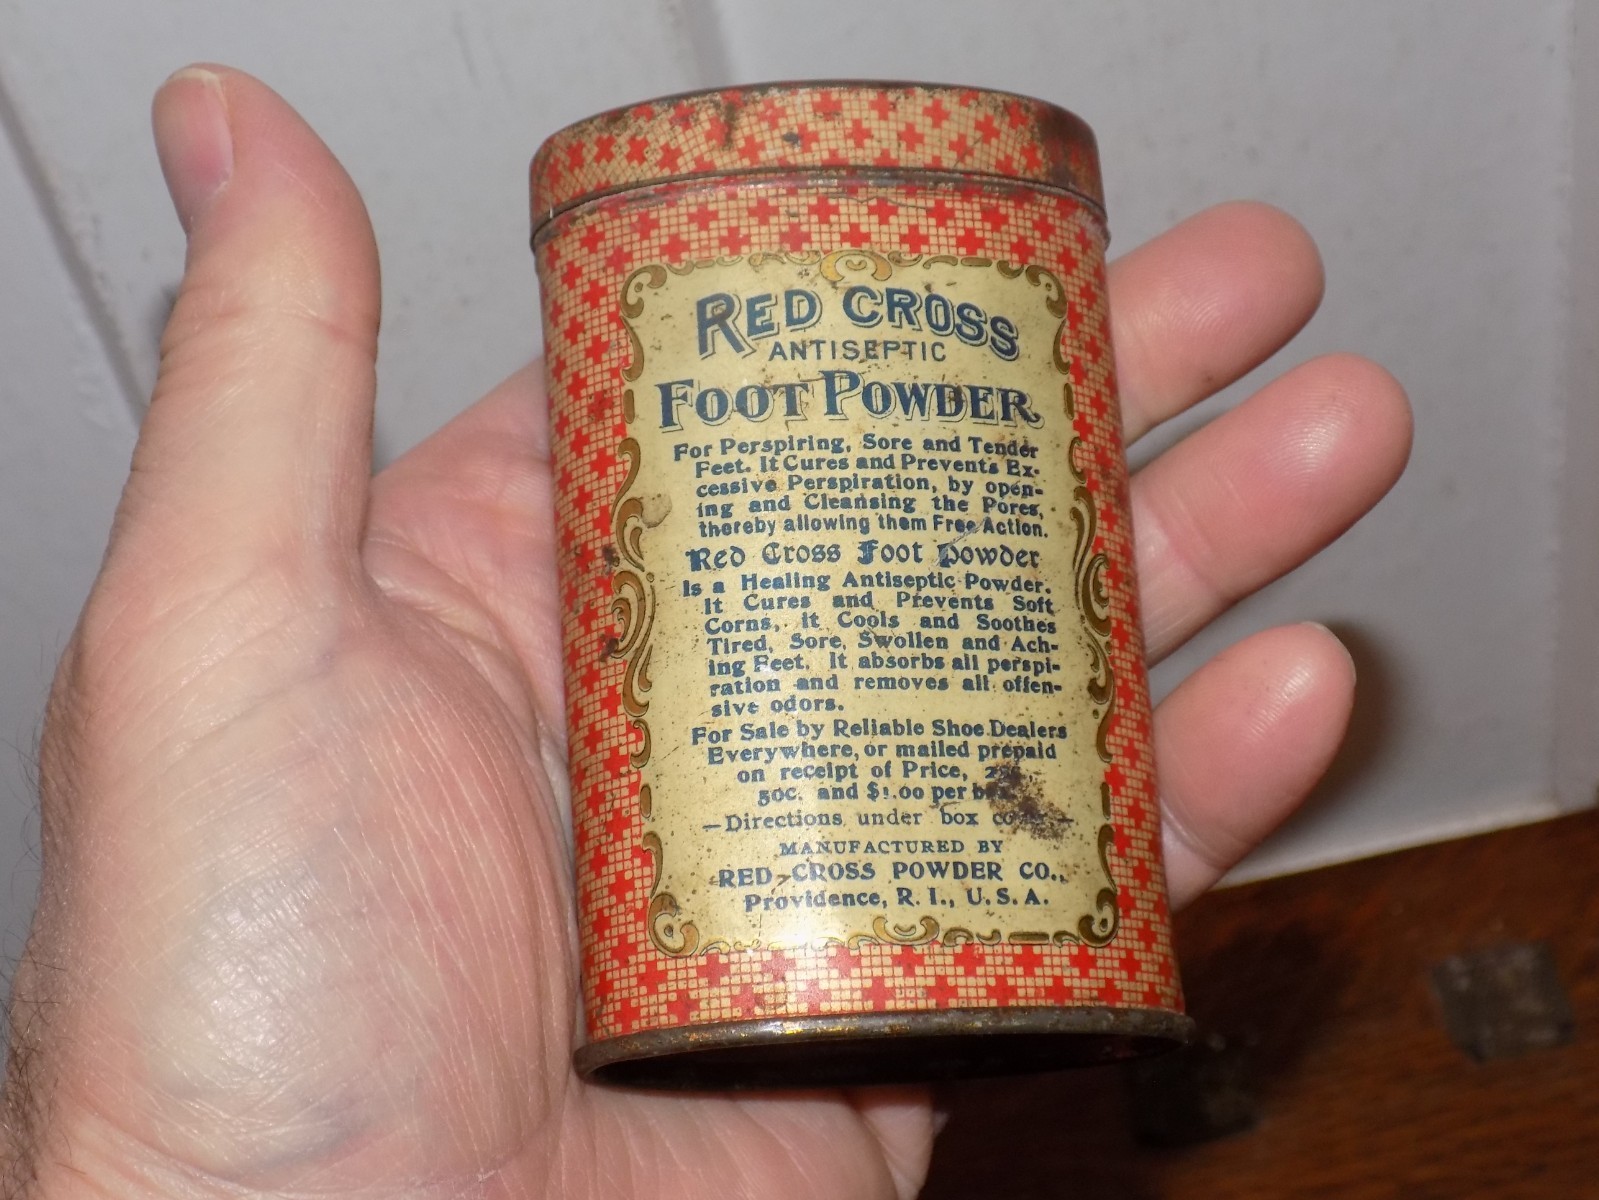 RED CROSS
ANTISEPTIC
FOOT POWDER
For Perspiring, Sore and Tender
Feet. It Cures and Prevents Ex-
cessive Perspiration, by open-
ing and Cleansing the Pores,
thereby allowing them Free Action.
Red Cross Foot Powder
Is a Healing Antiseptic Powder.
It Cures and Prevents Soft
Corns, it Cools and Soothes
Tired, Sore, Swollen and Ach-
ing Feet. It absorbs all perspi-
ration and removes all offen-
sive odors.
For Sale by Reliable Shoe Dealers
Everywhere, or mailed prepaid
on receipt of Price,
50c. and $1.00 per
—Directions under box
MANUFACTURED BY
RED CROSS POWDER CO.,
Providence, R. I., U. S. A.